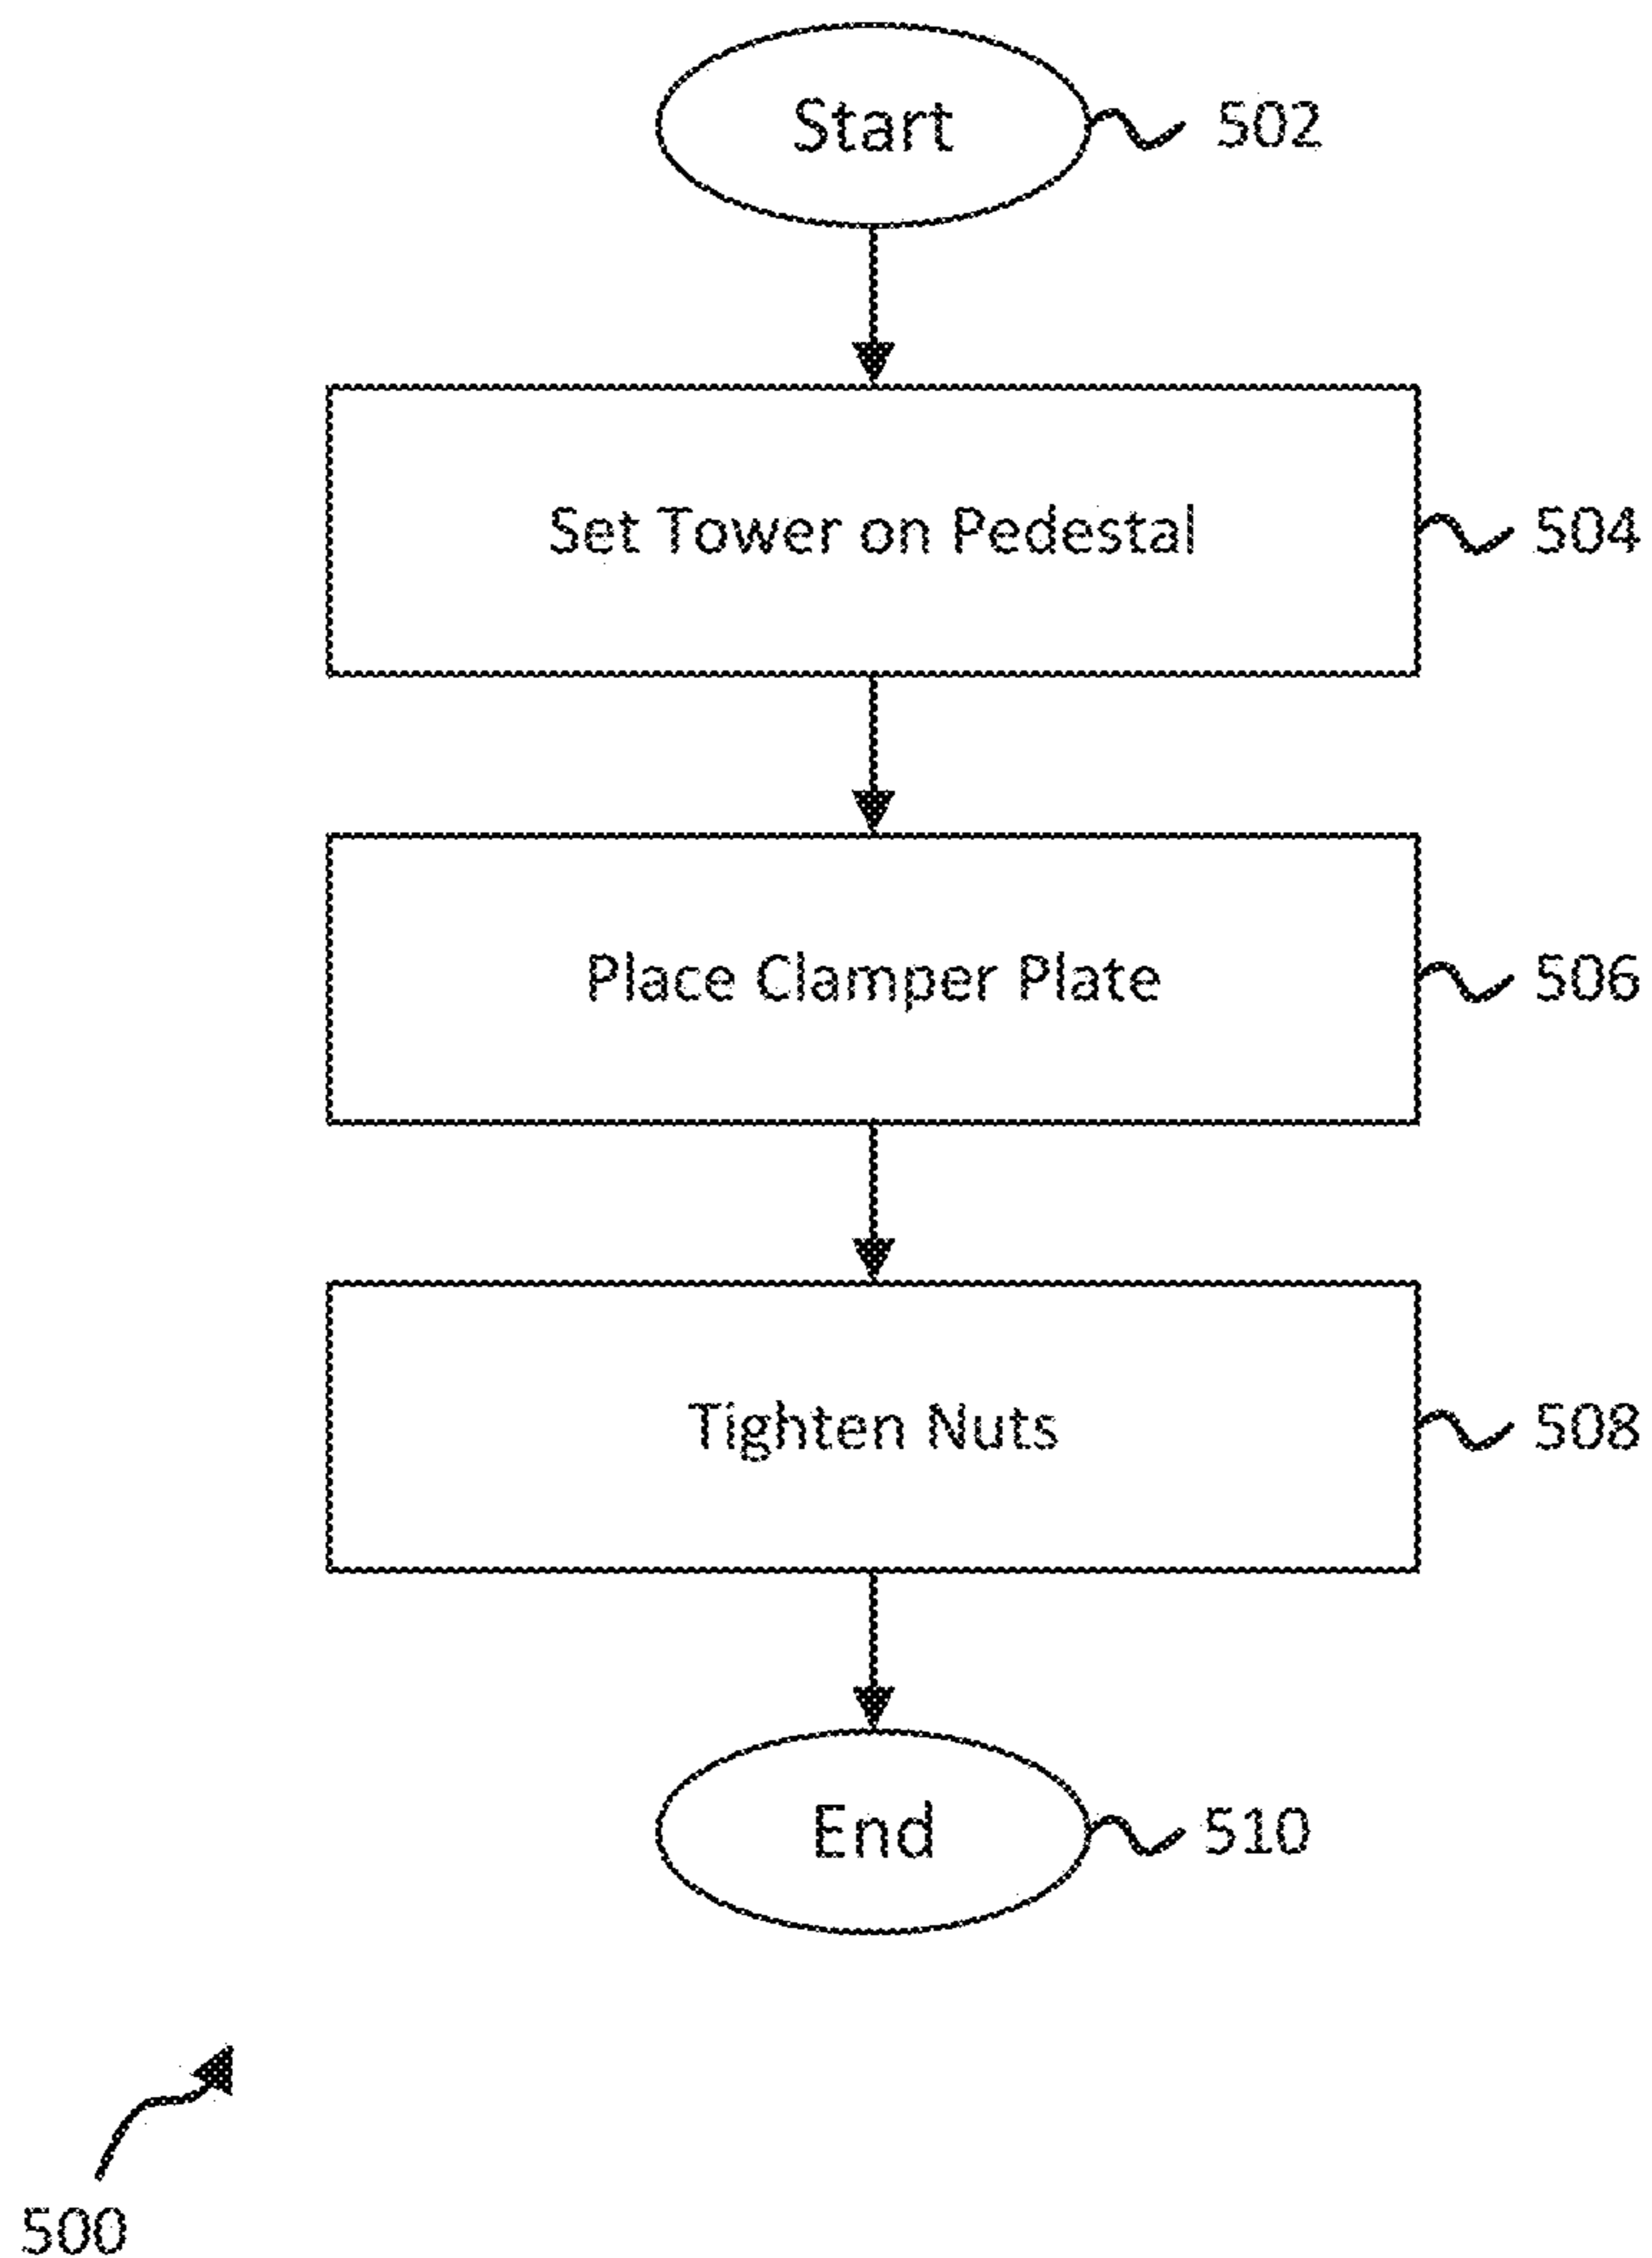 Start
502
Set Tower on Pedestal
504
Place Clamper Plate
506
Tighten Nuts
508
End
510
500